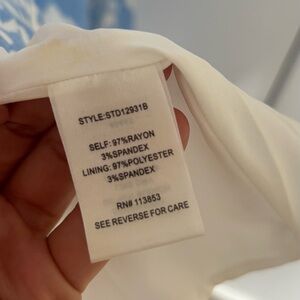 STYLE:STD12931B
SELF: 97%RAYON
3%SPANDEX
LINING: 97%POLYESTER
3%SPANDEX
RN# 113853
SEE REVERSE FOR CARE